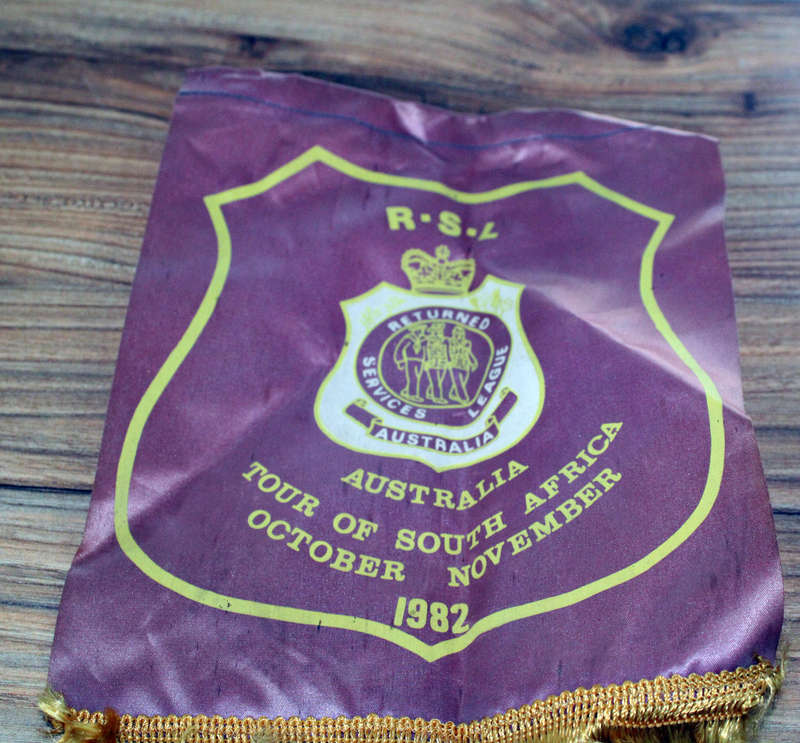 R·S·L
RETURNED
SERVICES LEAGUE
AUSTRALIA
AUSTRALIA
TOUR OF SOUTH AFRICA
OCTOBER NOVEMBER
1982